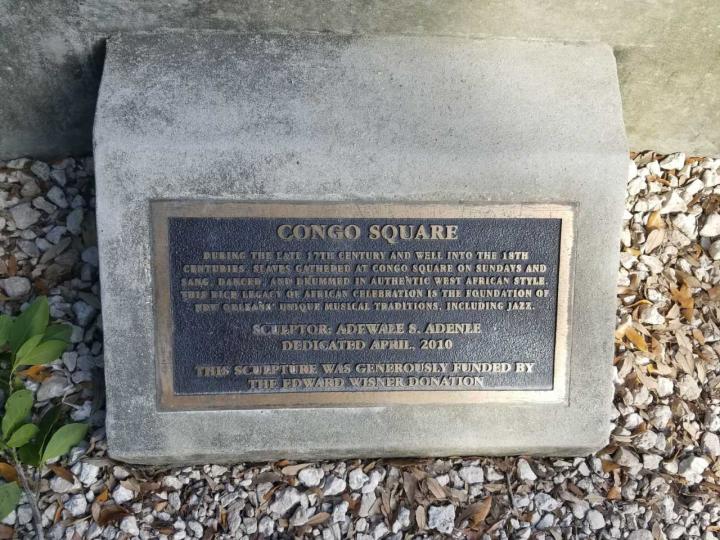 CONGO SQUARE
DURING THE LATE 17TH CENTURY AND WELL INTO THE 18TH
CENTURIES, SLAVES GATHERED AT CONGO SQUARE ON SUNDAYS AND
SANG, DANCED, AND DRUMMED IN AUTHENTIC WEST AFRICAN STYLE.
THIS RICH LEGACY OF AFRICAN CELEBRATION IS THE FOUNDATION OF
NEW ORLEANS' UNIQUE MUSICAL TRADITIONS, INCLUDING JAZZ.
SCULPTOR: ADEWALE S. ADENLE
DEDICATED APRIL, 2010
THIS SCULPTURE WAS GENEROUSLY FUNDED BY
THE EDWARD WISNER DONATION